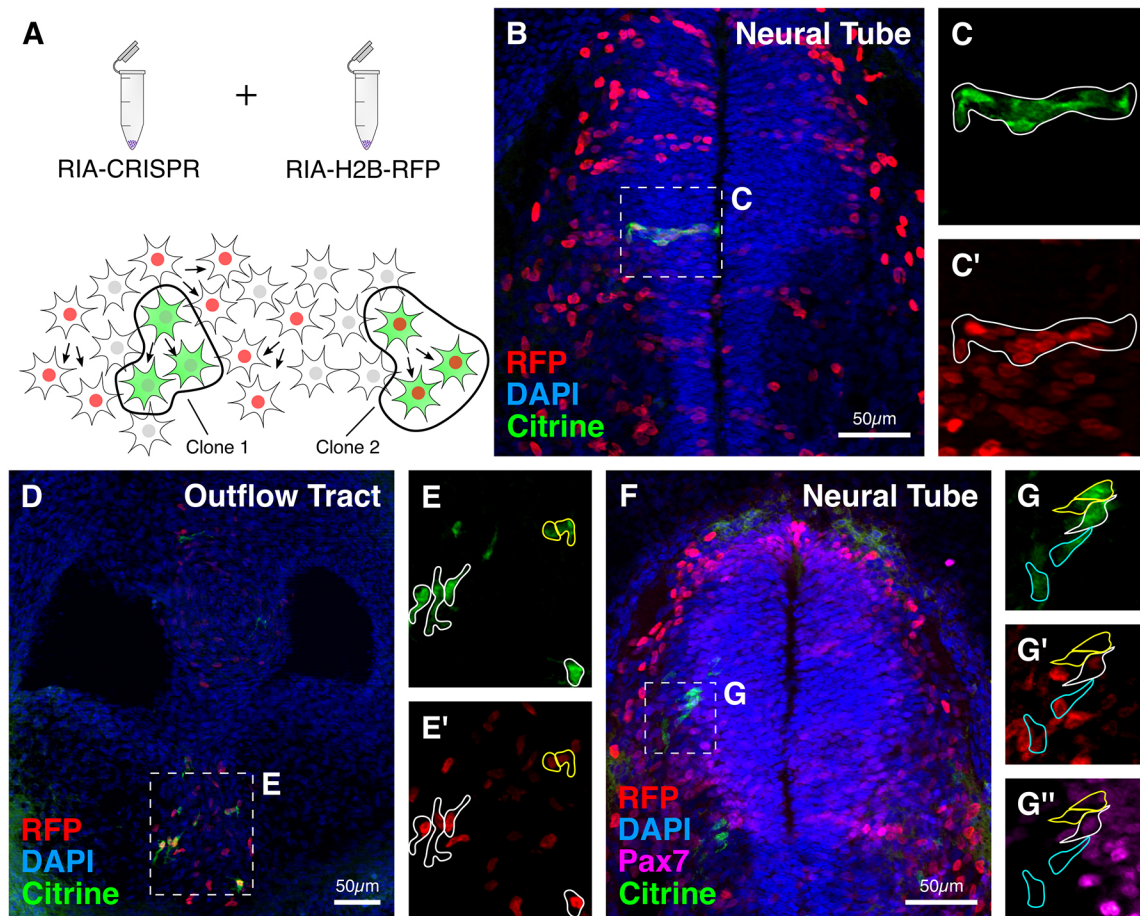 A
+
RIA-CRISPR
RIA-H2B-RFP
Clone 1
Clone 2
B
Neural Tube
C
RFP
DAPI
Citrine
50µm
C
C'
D
Outflow Tract
E
RFP
DAPI
Citrine
50µm
E
E'
F
Neural Tube
G
RFP
DAPI
Pax7
Citrine
50µm
G
G'
G"